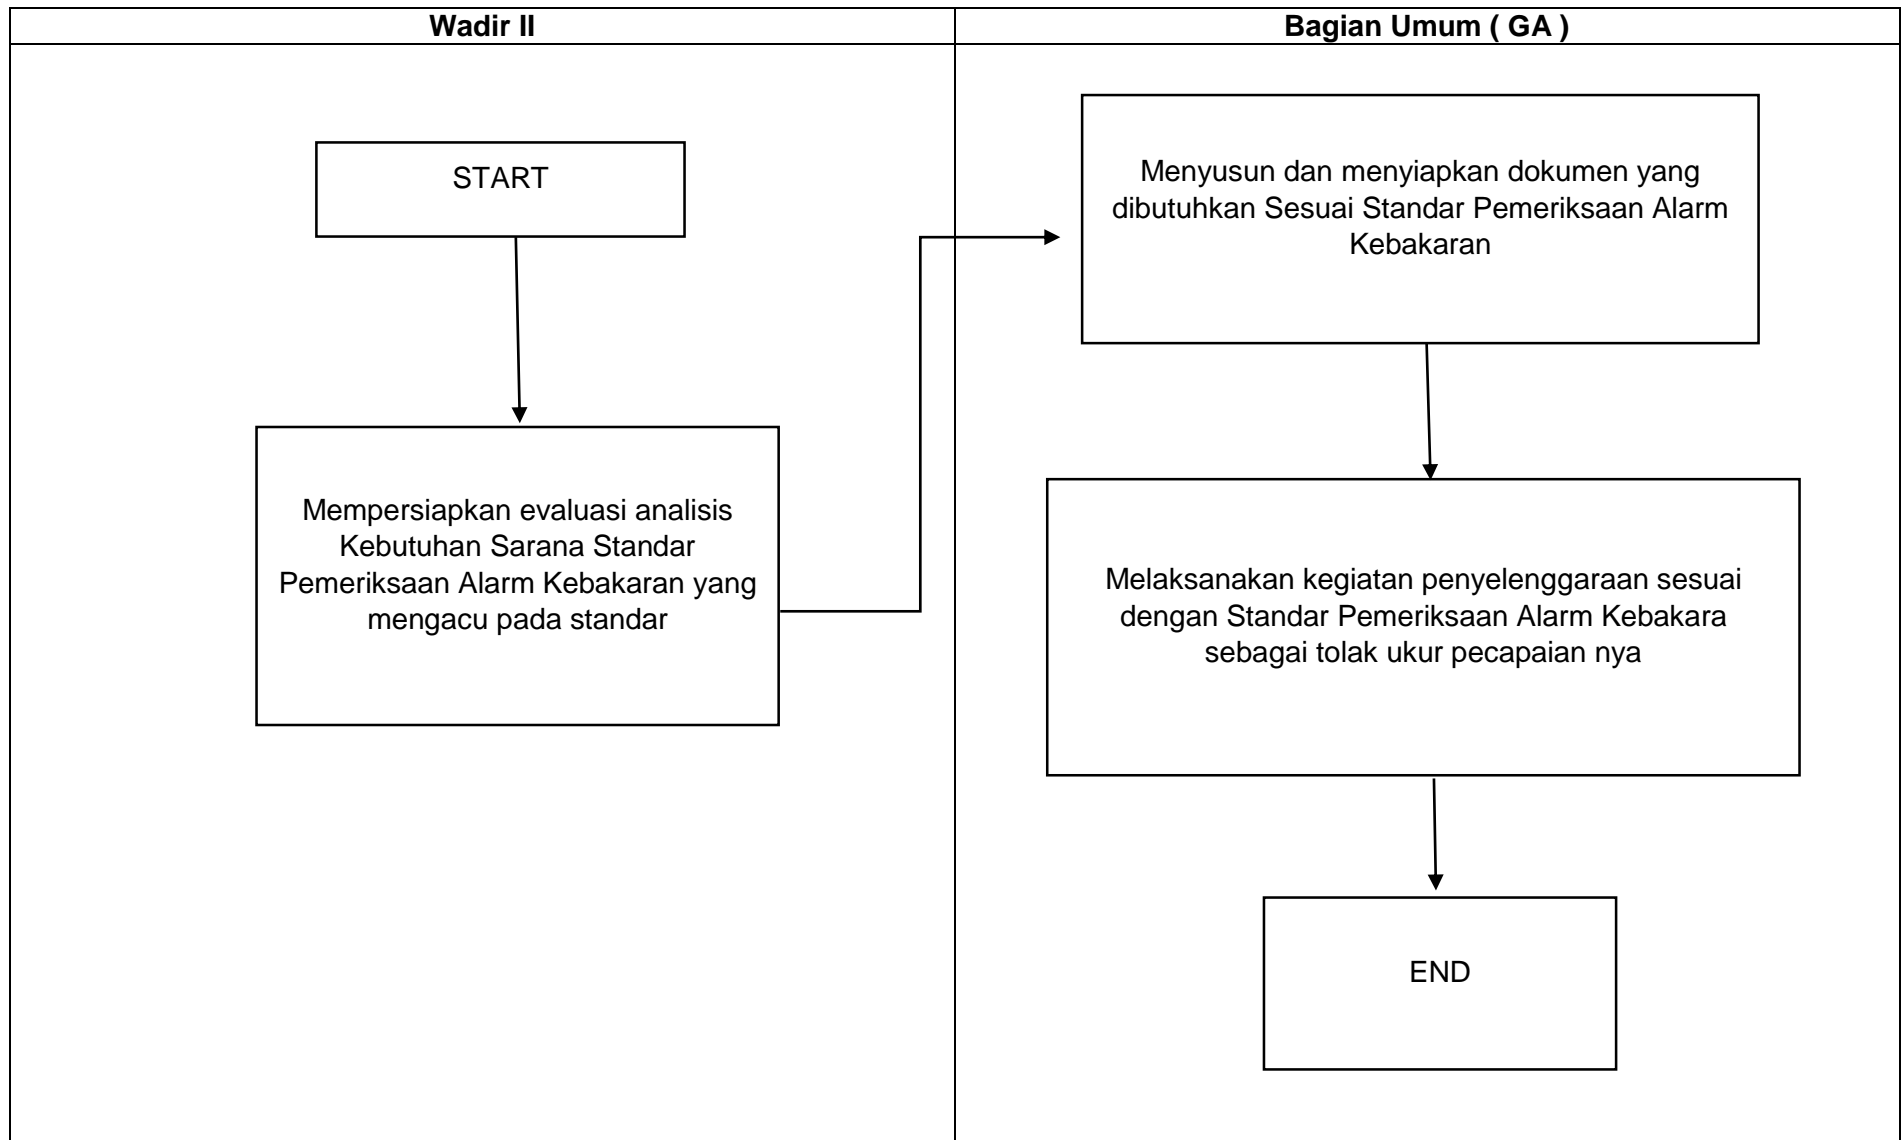 Wadir II
Bagian Umum ( GA )
START
Mempersiapkan evaluasi analisis
Kebutuhan Sarana Standar
Pemeriksaan Alarm Kebakaran yang
mengacu pada standar
Menyusun dan menyiapkan dokumen yang
dibutuhkan Sesuai Standar Pemeriksaan Alarm
Kebakaran
Melaksanakan kegiatan penyelenggaraan sesuai
dengan Standar Pemeriksaan Alarm Kebakara
sebagai tolak ukur pecapaian nya
END